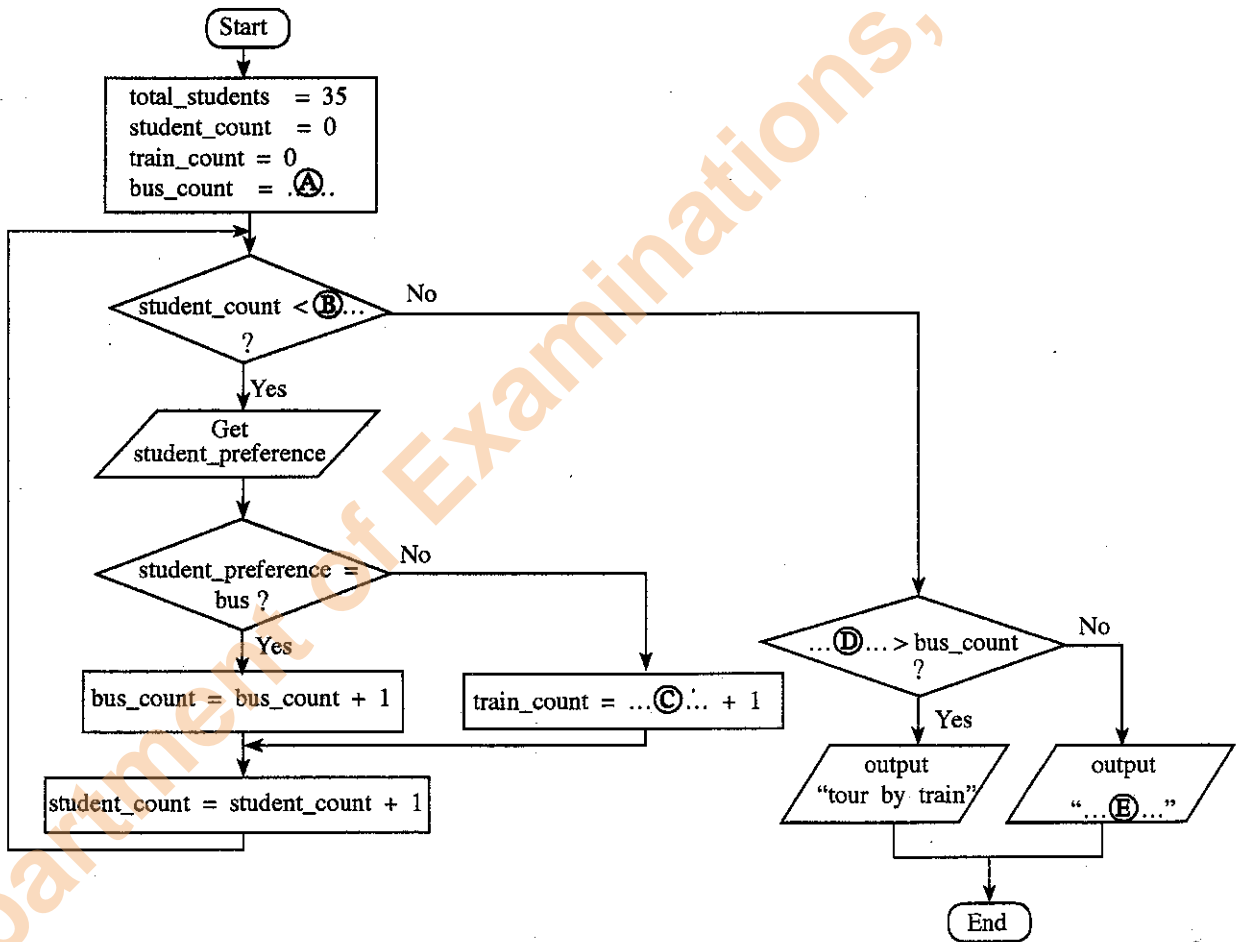 Start
total_students = 35
student_count = 0
train_count = 0
bus_count = ..Ⓐ..
student_count < Ⓑ...
?
No
Yes
Get
student_preference
student_preference =
bus ?
No
Yes
bus_count = bus_count + 1
train_count = ...Ⓒ... + 1
student_count = student_count + 1
...Ⓓ... > bus_count
?
No
Yes
output
“tour by train”
output
“...Ⓔ...”
End
partment of Examinations,